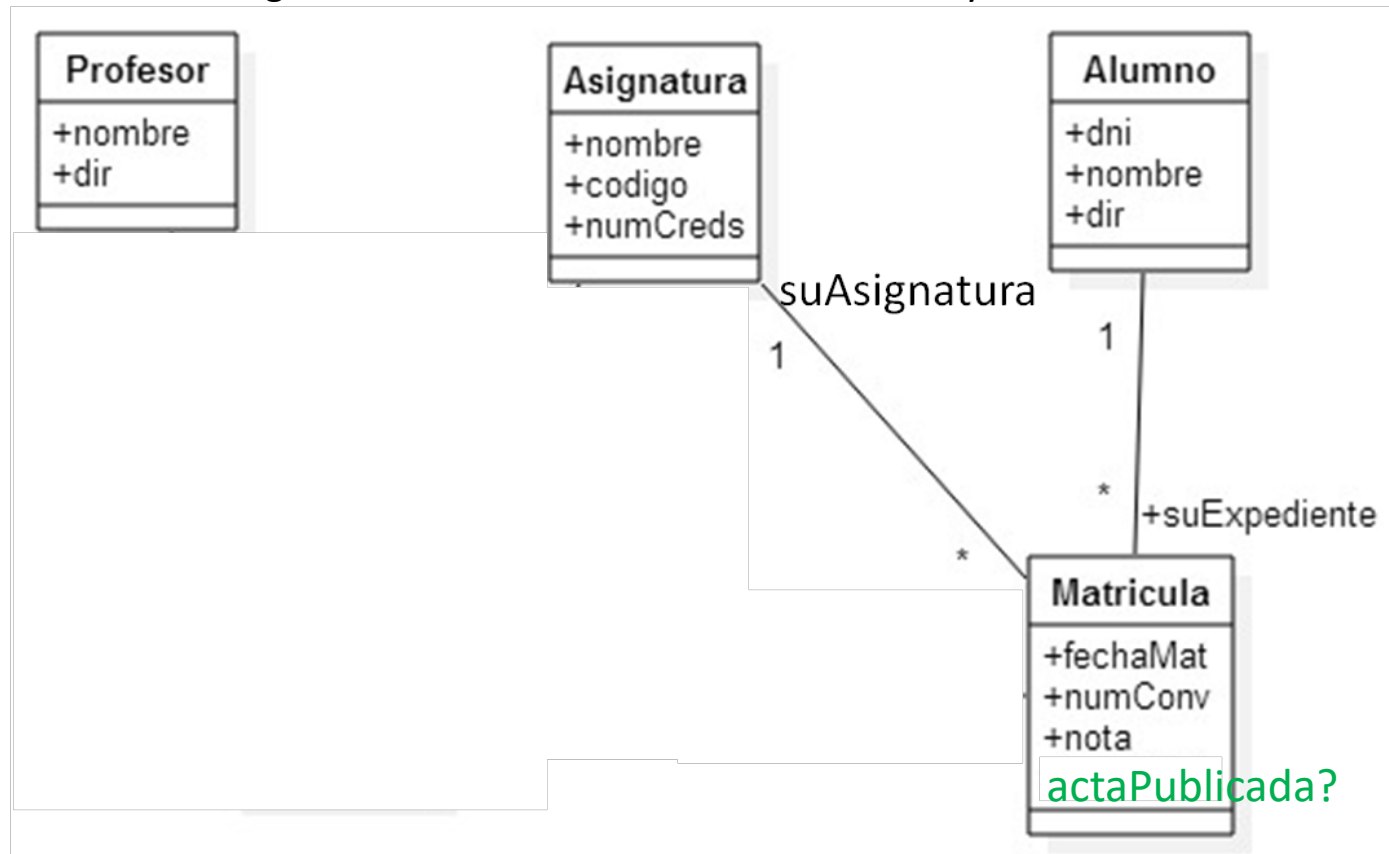 Profesor
+nombre
+dir
Asignatura
+nombre
+codigo
+numCreds
Alumno
+dni
+nombre
+dir
suAsignatura
1
1
*
*
+suExpediente
Matricula
+fechaMat
+numConv
+nota
actaPublicada?